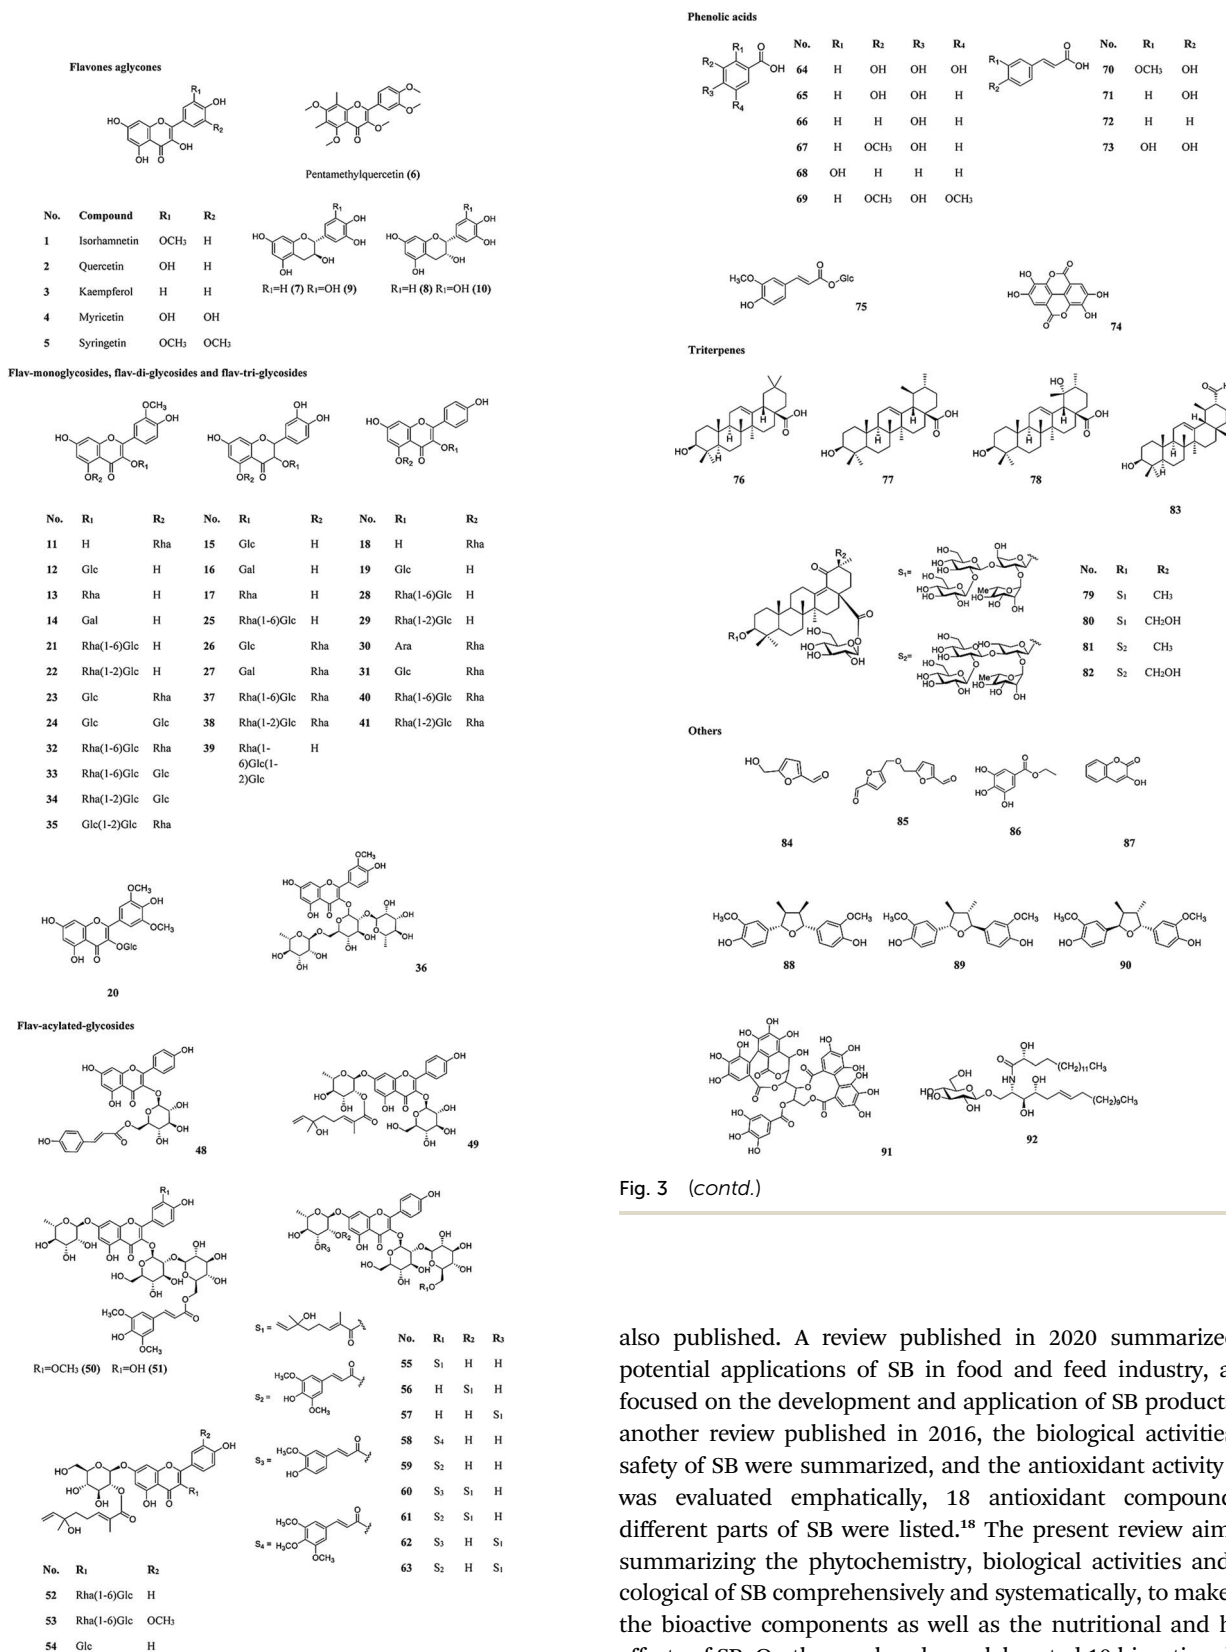 Flavones aglycones
Pentamethylquercetin (6)
No. Compound R₁ R₂
1 Isorhamnetin OCH₃ H
2 Quercetin OH H
3 Kaempferol H H
4 Myricetin OH OH
5 Syringetin OCH₃ OCH₃
R₁=H (7) R₁=OH (9)
R₁=H (8) R₁=OH (10)
Flav-monoglycosides, flav-di-glycosides and flav-tri-glycosides
No. R₁ R₂ No. R₁ R₂ No. R₁ R₂
11 H Rha 15 Glc H 18 H Rha
12 Glc H 16 Gal H 19 Glc H
13 Rha H 17 Rha H 28 Rha(1-6)Glc H
14 Gal H 25 Rha(1-6)Glc H 29 Rha(1-2)Glc H
21 Rha(1-6)Glc H 26 Glc Rha 30 Ara Rha
22 Rha(1-2)Glc H 27 Gal Rha 31 Glc Rha
23 Glc Rha 37 Rha(1-6)Glc Rha 40 Rha(1-6)Glc Rha
24 Glc Glc 38 Rha(1-2)Glc Rha 41 Rha(1-2)Glc Rha
32 Rha(1-6)Glc Rha 39 Rha(1- H
6)Glc(1-
33 Rha(1-6)Glc Glc
2)Glc
34 Rha(1-2)Glc Glc
35 Glc(1-2)Glc Rha
20
36
Flav-acylated-glycosides
48
49
R₁=OCH₃ (50) R₁=OH (51)
S₁ =
S₂ =
S₃ =
S₄ =
No. R₁ R₂ R₃
55 S₁ H H
56 H S₁ H
57 H H S₁
58 S₄ H H
59 S₂ H H
60 S₃ S₁ H
61 S₂ S₁ H
62 S₃ H S₁
63 S₂ H S₁
No. R₁ R₂
52 Rha(1-6)Glc H
53 Rha(1-6)Glc OCH₃
54 Glc H
Phenolic acids
No. R₁ R₂ R₃ R₄
64 H OH OH OH
65 H OH OH H
66 H H OH H
67 H OCH₃ OH H
68 OH H H H
69 H OCH₃ OH OCH₃
No. R₁ R₂
70 OCH₃ OH
71 H OH
72 H H
73 OH OH
75
74
Triterpenes
76
77
78
83
S₁=
S₂=
No. R₁ R₂
79 S₁ CH₃
80 S₁ CH₂OH
81 S₂ CH₃
82 S₂ CH₂OH
Others
84
85
86
87
88
89
90
91
92
Fig. 3 (contd.)
also published. A review published in 2020 summarize
potential applications of SB in food and feed industry, a
focused on the development and application of SB product
another review published in 2016, the biological activities
safety of SB were summarized, and the antioxidant activity
was evaluated emphatically, 18 antioxidant compound
different parts of SB were listed.¹⁸ The present review aim
summarizing the phytochemistry, biological activities and
cological of SB comprehensively and systematically, to make
the bioactive components as well as the nutritional and h